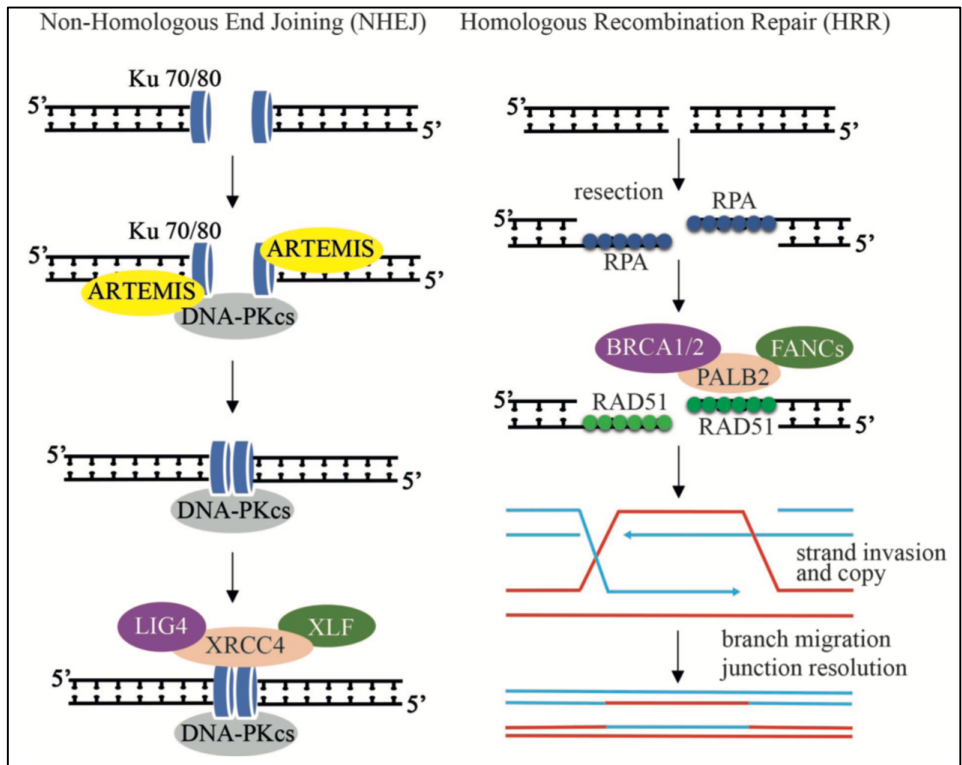 Non-Homologous End Joining (NHEJ)
Ku 70/80
5’
5’
Ku 70/80
ARTEMIS
5’
ARTEMIS
5’
DNA-PKcs
5’
5’
DNA-PKcs
LIG4
XLF
XRCC4
5’
5’
DNA-PKcs
Homologous Recombination Repair (HRR)
5’
5’
resection
RPA
5’
RPA
5’
BRCA1/2
FANCs
PALB2
5’
RAD51
RAD51
5’
strand invasion
and copy
branch migration
junction resolution